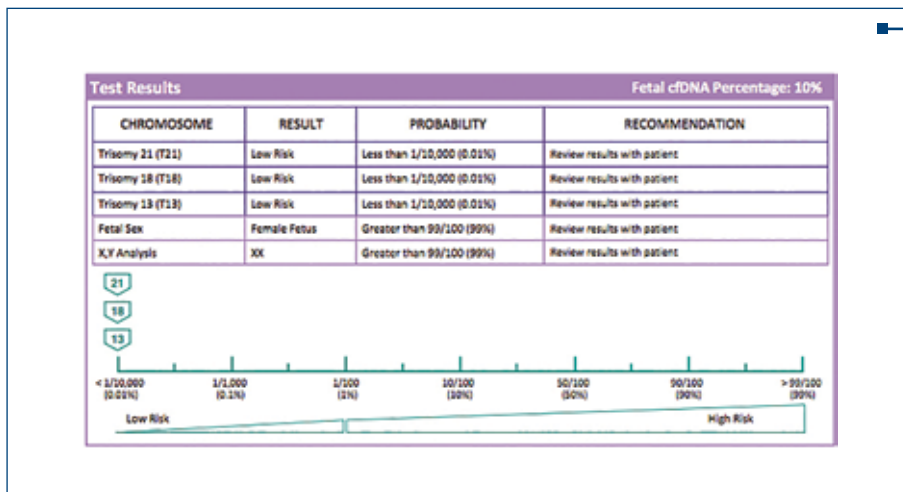 Test Results Fetal cfDNA Percentage: 10%
CHROMOSOME RESULT PROBABILITY RECOMMENDATION
Trisomy 21 (T21) Low Risk Less than 1/10,000 (0.01%) Review results with patient
Trisomy 18 (T18) Low Risk Less than 1/10,000 (0.01%) Review results with patient
Trisomy 13 (T13) Low Risk Less than 1/10,000 (0.01%) Review results with patient
Fetal Sex Female Fetus Greater than 99/100 (99%) Review results with patient
X,Y Analysis XX Greater than 99/100 (99%) Review results with patient
21
18
13
< 1/10,000 1/1,000 1/100 10/100 50/100 90/100 > 99/100
(0.01%) (0.1%) (1%) (10%) (50%) (90%) (99%)
Low Risk High Risk